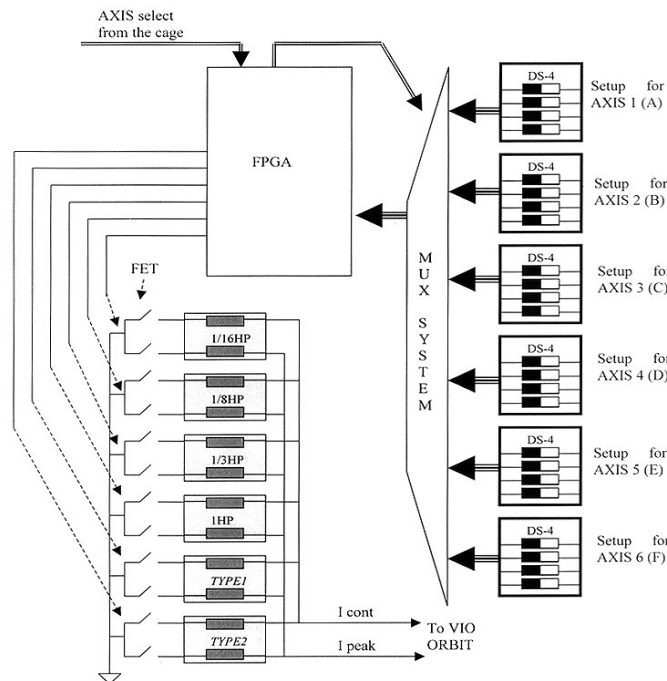 AXIS select
from the cage
FPGA
MUX SYSTEM
DS-4
Setup for
AXIS 1 (A)
DS-4
Setup for
AXIS 2 (B)
DS-4
Setup for
AXIS 3 (C)
DS-4
Setup for
AXIS 4 (D)
DS-4
Setup for
AXIS 5 (E)
DS-4
Setup for
AXIS 6 (F)
FET
1/16HP
1/8HP
1/3HP
1HP
TYPE1
TYPE2
I cont
I peak
To VIO
ORBIT